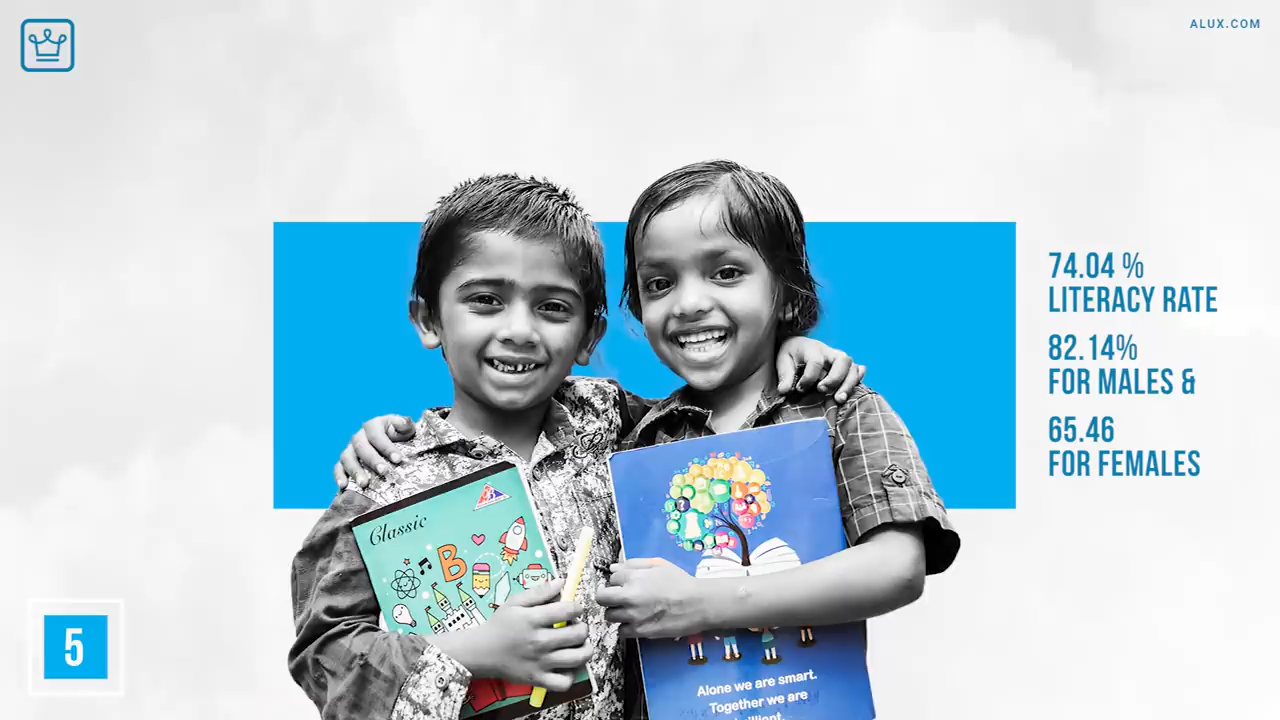 ALUX.COM
74.04 %
LITERACY RATE
82.14%
FOR MALES &
65.46
FOR FEMALES
Classic
B
Alone we are smart.
Together we are
5